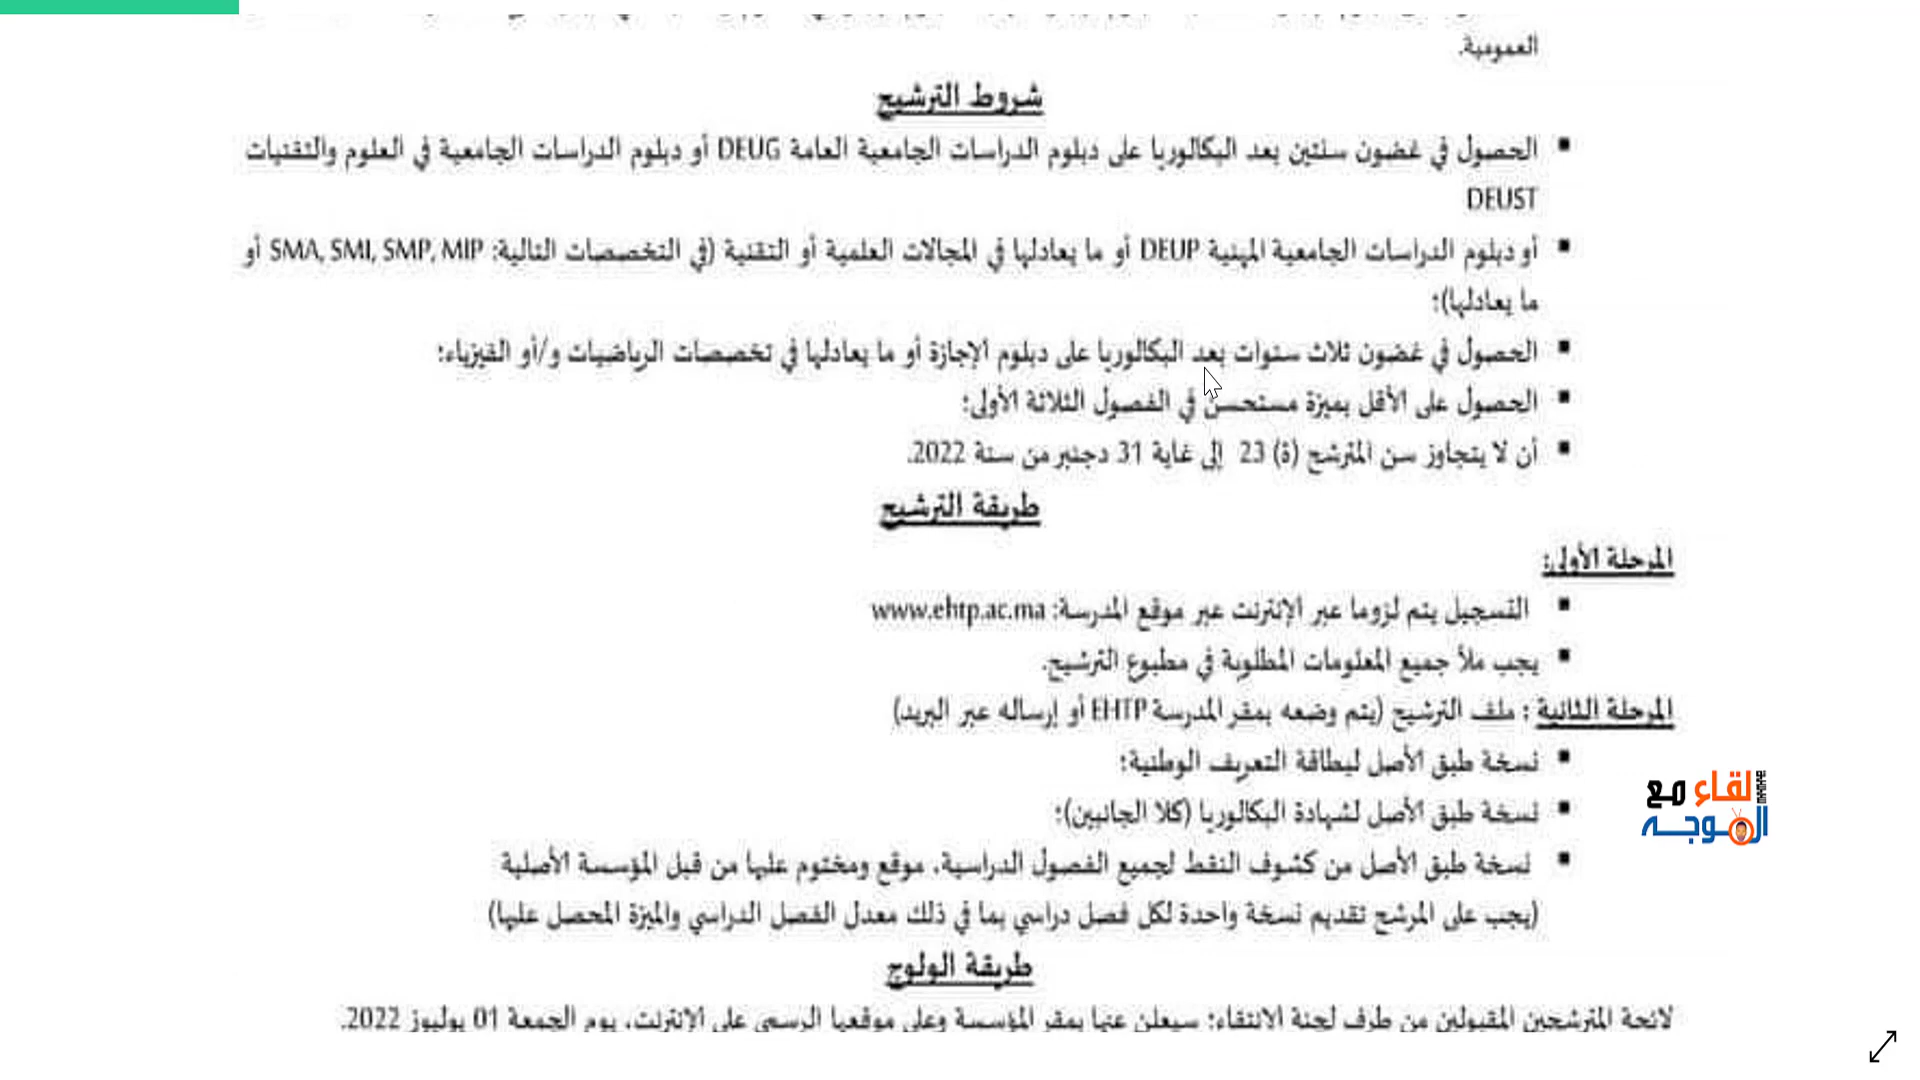 العمومية.
شروط الترشيح
▪ الحصول في غضون سنتين بعد البكالوريا على دبلوم الدراسات الجامعية العامة DEUG أو دبلوم الدراسات الجامعية في العلوم والتقنيات
DEUST
▪ أو دبلوم الدراسات الجامعية المهنية DEUP أو ما يعادلها في المجالات العلمية أو التقنية (في التخصصات التالية: SMA, SMI, SMP, MIP أو
ما يعادلها)؛
▪ الحصول في غضون ثلاث سنوات بعد البكالوريا على دبلوم الإجازة أو ما يعادلها في تخصصات الرياضيات و/أو الفيزياء؛
▪ الحصول على الأقل بميزة مستحسن في الفصول الثلاثة الأولى؛
▪ أن لا يتجاوز سن المترشح (ة) 23 إلى غاية 31 دجنبر من سنة 2022.
طريقة الترشيح
المرحلة الأولى:
▪ التسجيل يتم لزوما عبر الإنترنت عبر موقع المدرسة: www.ehtp.ac.ma
▪ يجب ملأ جميع المعلومات المطلوبة في مطبوع الترشيح.
المرحلة الثانية : ملف الترشيح (يتم وضعه بمقر المدرسة EHTP أو إرساله عبر البريد)
▪ نسخة طبق الأصل لبطاقة التعريف الوطنية؛
▪ نسخة طبق الأصل لشهادة البكالوريا (كلا الجانبين)؛
▪ نسخة طبق الأصل من كشوف النقط لجميع الفصول الدراسية، موقع ومختوم عليها من قبل المؤسسة الأصلية
(يجب على المرشح تقديم نسخة واحدة لكل فصل دراسي بما في ذلك معدل الفصل الدراسي والميزة المحصل عليها)
طريقة الولوج
لائحة المترشحين المقبولين من طرف لجنة الانتقاء؛ سيعلن عنها بمقر المؤسسة وعلى موقعها الرسمي على الإنترنت، يوم الجمعة 01 يوليوز 2022.
لقاء مع
الموجه